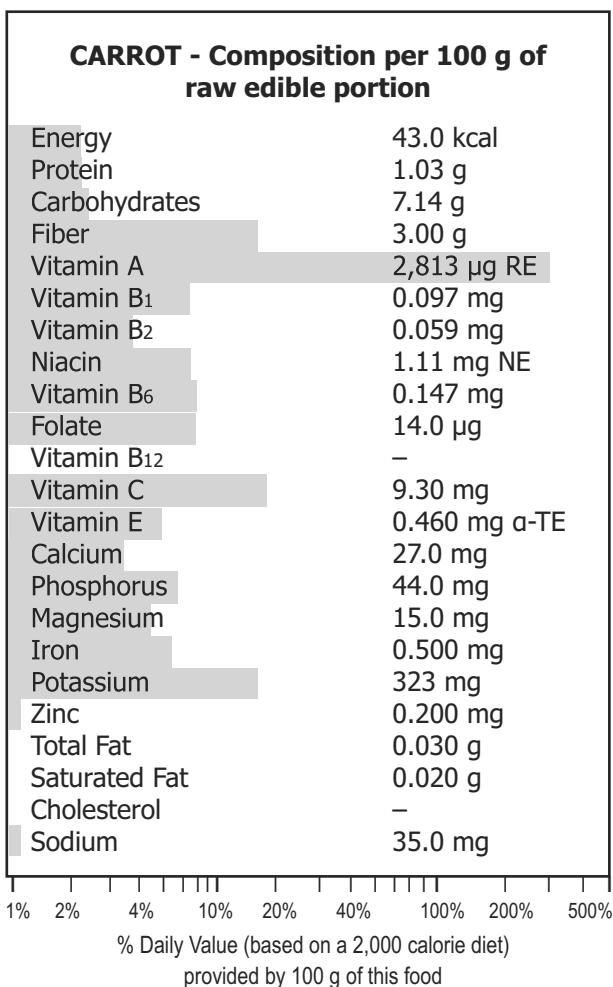 CARROT - Composition per 100 g of
raw edible portion
Energy 43.0 kcal
Protein 1.03 g
Carbohydrates 7.14 g
Fiber 3.00 g
Vitamin A 2,813 µg RE
Vitamin B1 0.097 mg
Vitamin B2 0.059 mg
Niacin 1.11 mg NE
Vitamin B6 0.147 mg
Folate 14.0 µg
Vitamin B12 –
Vitamin C 9.30 mg
Vitamin E 0.460 mg α-TE
Calcium 27.0 mg
Phosphorus 44.0 mg
Magnesium 15.0 mg
Iron 0.500 mg
Potassium 323 mg
Zinc 0.200 mg
Total Fat 0.030 g
Saturated Fat 0.020 g
Cholesterol –
Sodium 35.0 mg
1% 2% 4% 10% 20% 40% 100% 200% 500%
% Daily Value (based on a 2,000 calorie diet)
provided by 100 g of this food